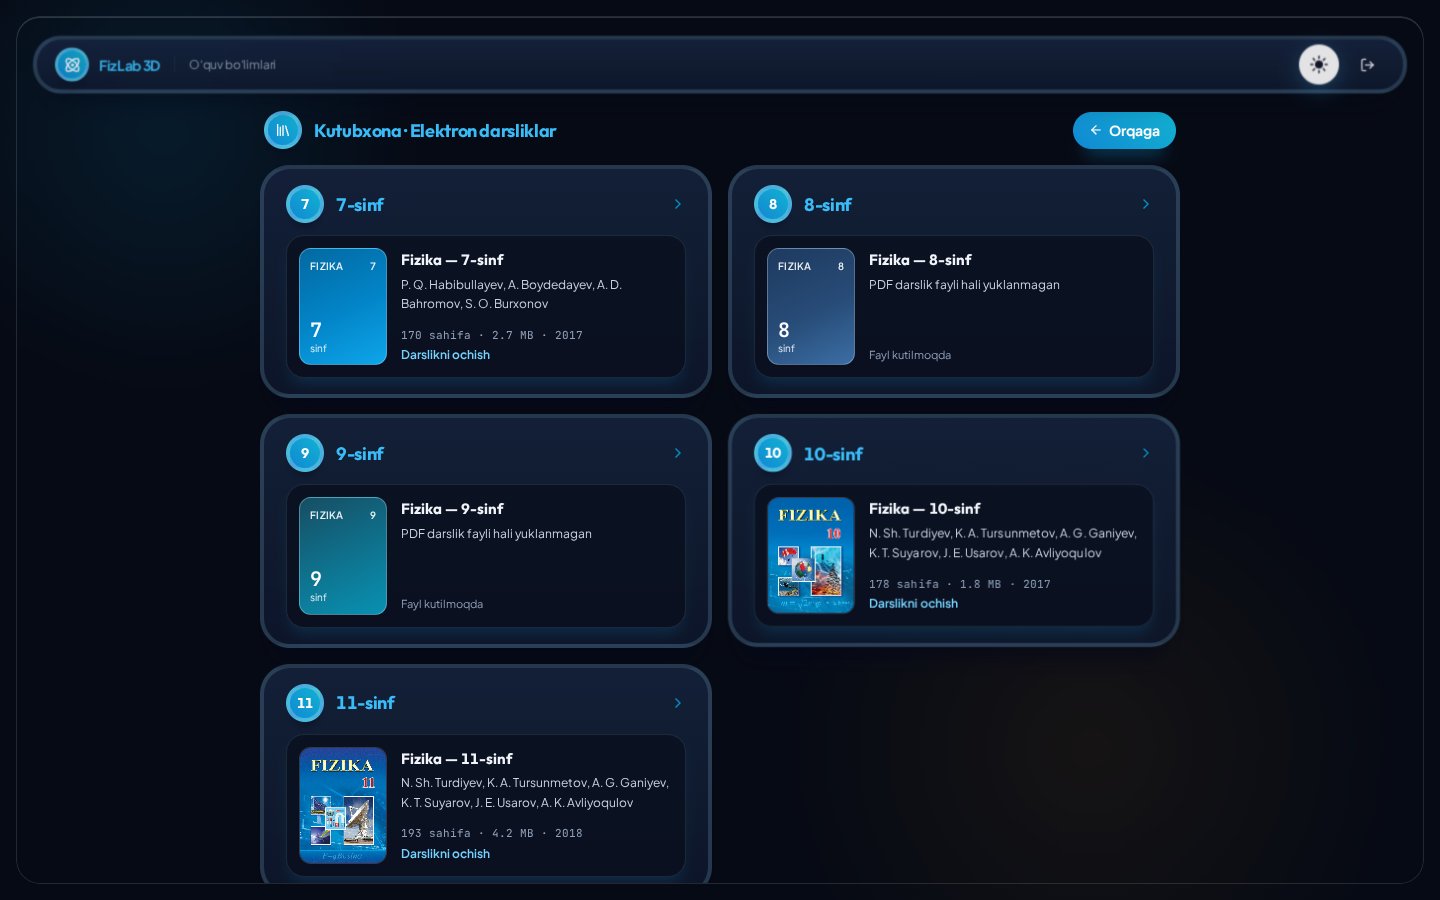 FizLab 3D
O'quv bo'limlari
Kutubxona · Elektron darsliklar
← Orqaga
7
7-sinf
FIZIKA 7
7
sinf
Fizika — 7-sinf
P. Q. Habibullayev, A. Boydedayev, A. D.
Bahromov, S. O. Burxonov
170 sahifa · 2.7 MB · 2017
Darslikni ochish
8
8-sinf
FIZIKA 8
8
sinf
Fizika — 8-sinf
PDF darslik fayli hali yuklanmagan
Fayl kutilmoqda
9
9-sinf
FIZIKA 9
9
sinf
Fizika — 9-sinf
PDF darslik fayli hali yuklanmagan
Fayl kutilmoqda
10
10-sinf
FIZIKA
10
Fizika — 10-sinf
N. Sh. Turdiyev, K. A. Tursunmetov, A. G. Ganiyev,
K. T. Suyarov, J. E. Usarov, A. K. Avliyoqulov
178 sahifa · 1.8 MB · 2017
Darslikni ochish
11
11-sinf
FIZIKA
11
Fizika — 11-sinf
N. Sh. Turdiyev, K. A. Tursunmetov, A. G. Ganiyev,
K. T. Suyarov, J. E. Usarov, A. K. Avliyoqulov
193 sahifa · 4.2 MB · 2018
Darslikni ochish